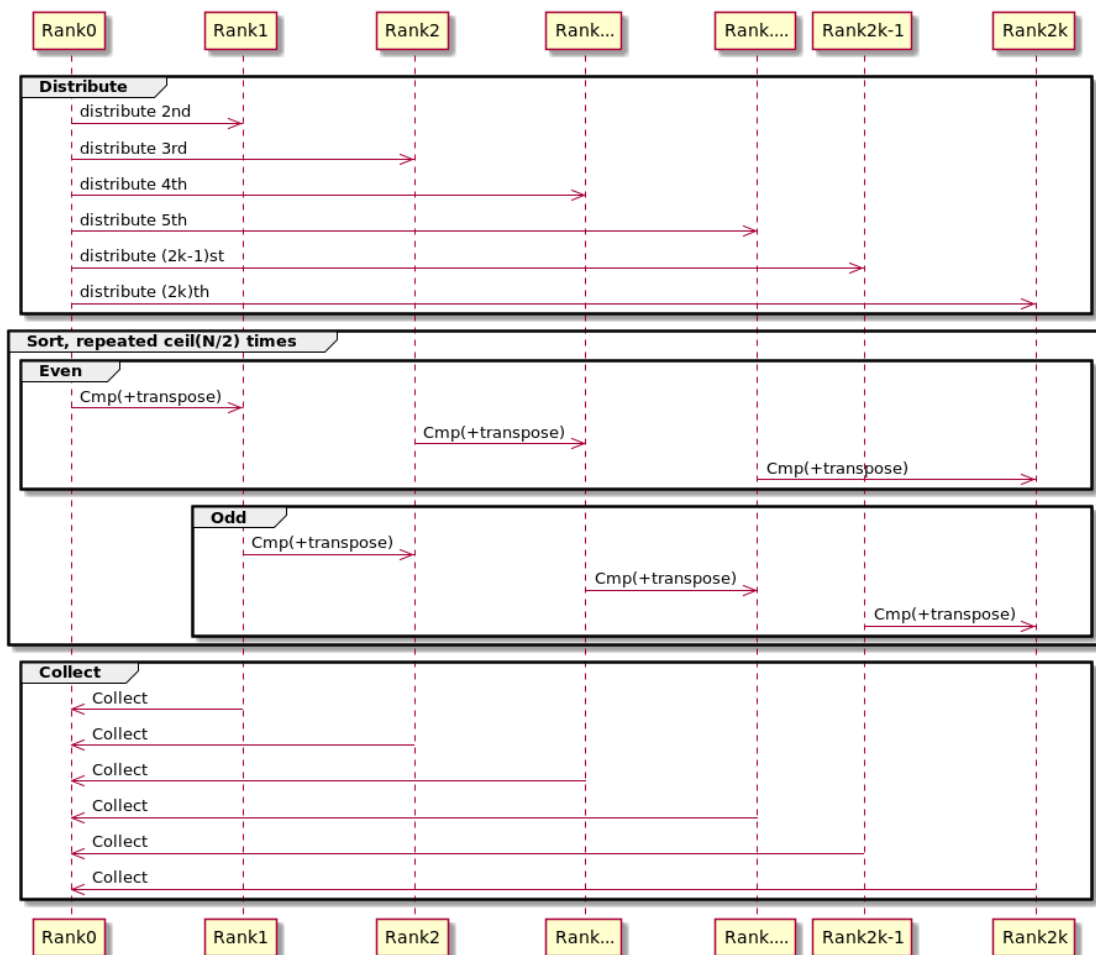 Rank0 Rank1 Rank2 Rank... Rank.... Rank2k-1 Rank2k
Distribute
distribute 2nd
distribute 3rd
distribute 4th
distribute 5th
distribute (2k-1)st
distribute (2k)th
Sort, repeated ceil(N/2) times
Even
Cmp(+transpose)
Cmp(+transpose)
Cmp(+transpose)
Odd
Cmp(+transpose)
Cmp(+transpose)
Cmp(+transpose)
Collect
Collect
Collect
Collect
Collect
Collect
Collect
Rank0 Rank1 Rank2 Rank... Rank.... Rank2k-1 Rank2k